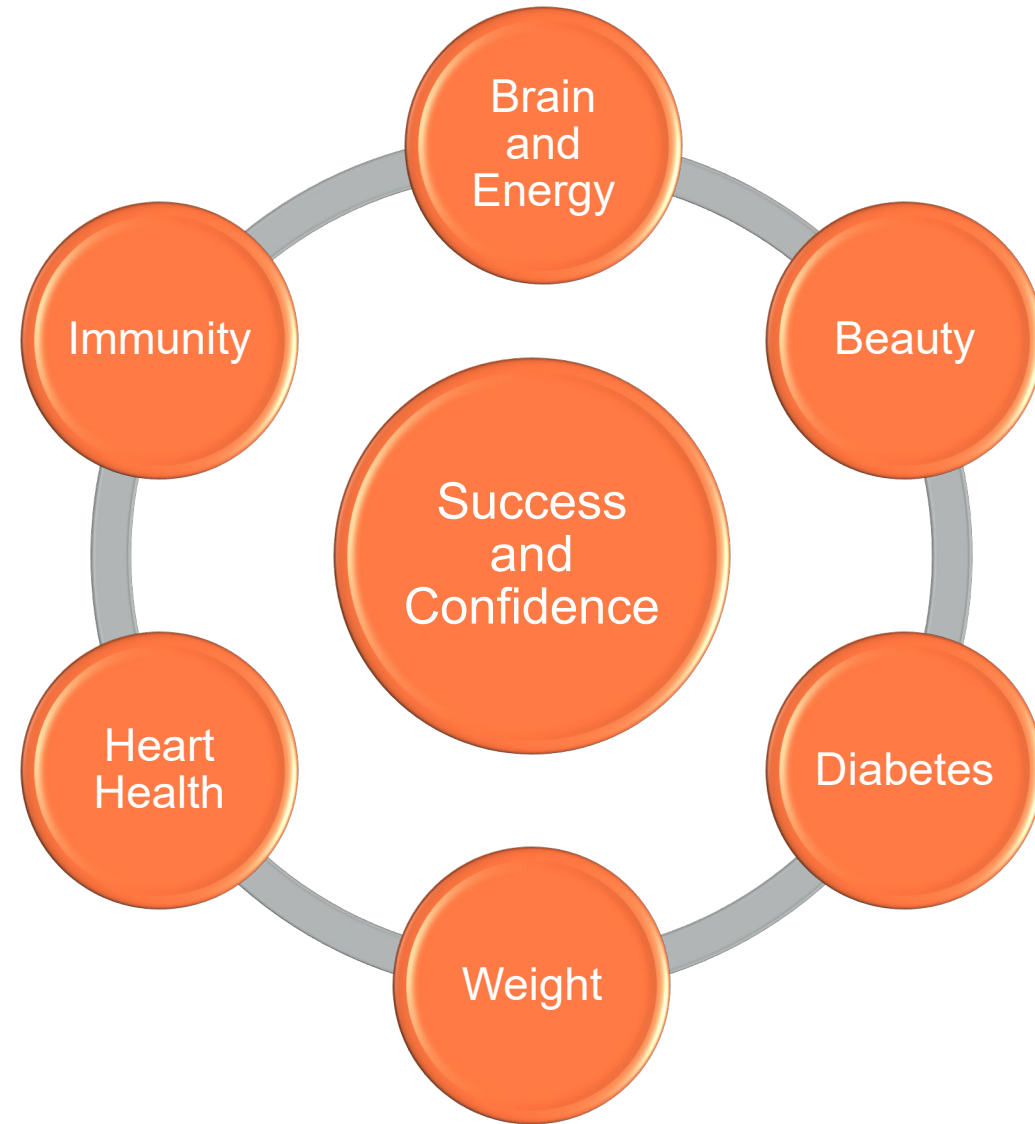 Brain
and
Energy
Immunity
Beauty
Success
and
Confidence
Heart
Health
Diabetes
Weight